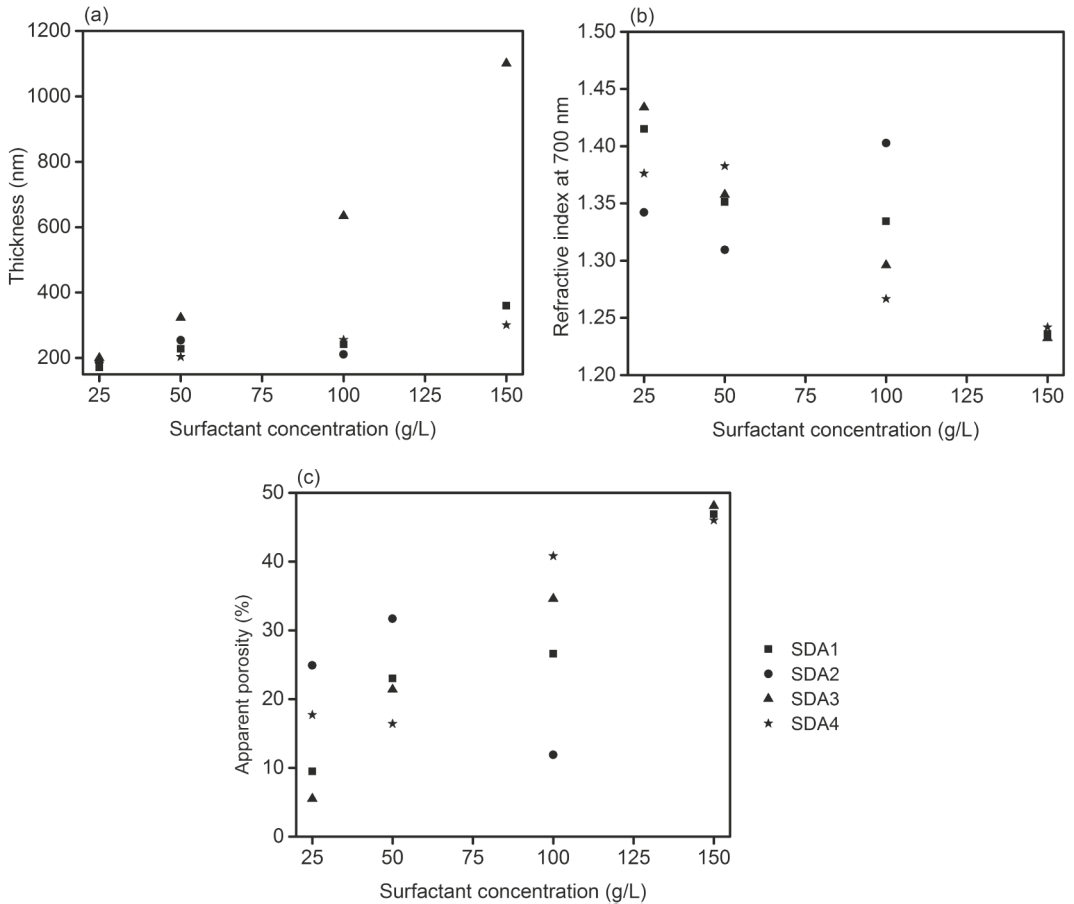 (a)
1200
1000
800
600
400
200
25 50 75 100 125 150
Thickness (nm)
Surfactant concentration (g/L)
(b)
1.50
1.45
1.40
1.35
1.30
1.25
1.20
25 50 75 100 125 150
Refractive index at 700 nm
Surfactant concentration (g/L)
(c)
50
40
30
20
10
0
25 50 75 100 125 150
Apparent porosity (%)
Surfactant concentration (g/L)
SDA1
SDA2
SDA3
SDA4